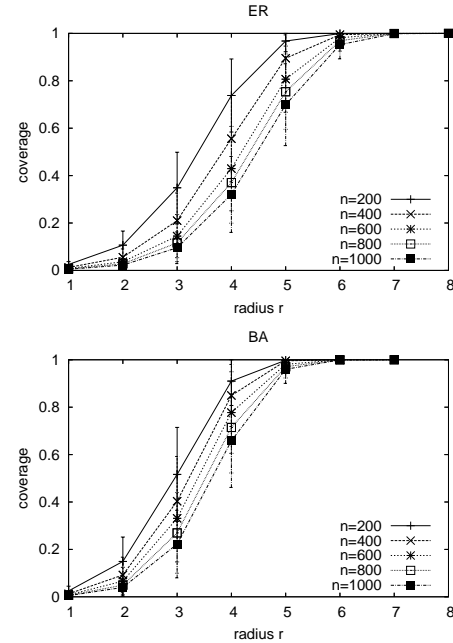 ER
1
0.8
0.6
0.4
0.2
0
coverage
n=200
n=400
n=600
n=800
n=1000
1 2 3 4 5 6 7 8
radius r
BA
1
0.8
0.6
0.4
0.2
0
coverage
n=200
n=400
n=600
n=800
n=1000
1 2 3 4 5 6 7 8
radius r